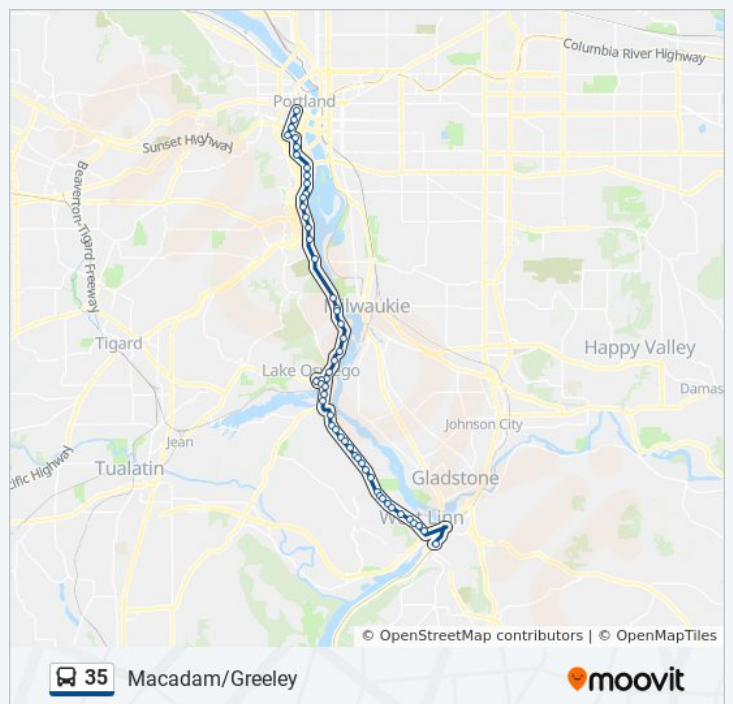 Columbia River Highway
Portland
Sunset Highway
Beaverton-Tigard Freeway
Milwaukie
Tigard
Happy Valley
Lake Oswego
Damas
Johnson City
Jean
Tualatin
cific Highway
Gladstone
West Linn
© OpenStreetMap contributors | © OpenMapTiles
35 Macadam/Greeley
moovit